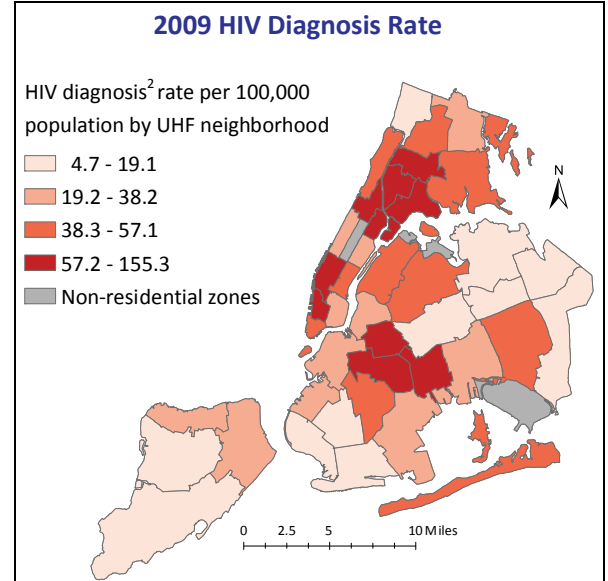 2009 HIV Diagnosis Rate
HIV diagnosis² rate per 100,000
population by UHF neighborhood
4.7 - 19.1
19.2 - 38.2
38.3 - 57.1
57.2 - 155.3
Non-residential zones
N
0 2.5 5 10 Miles